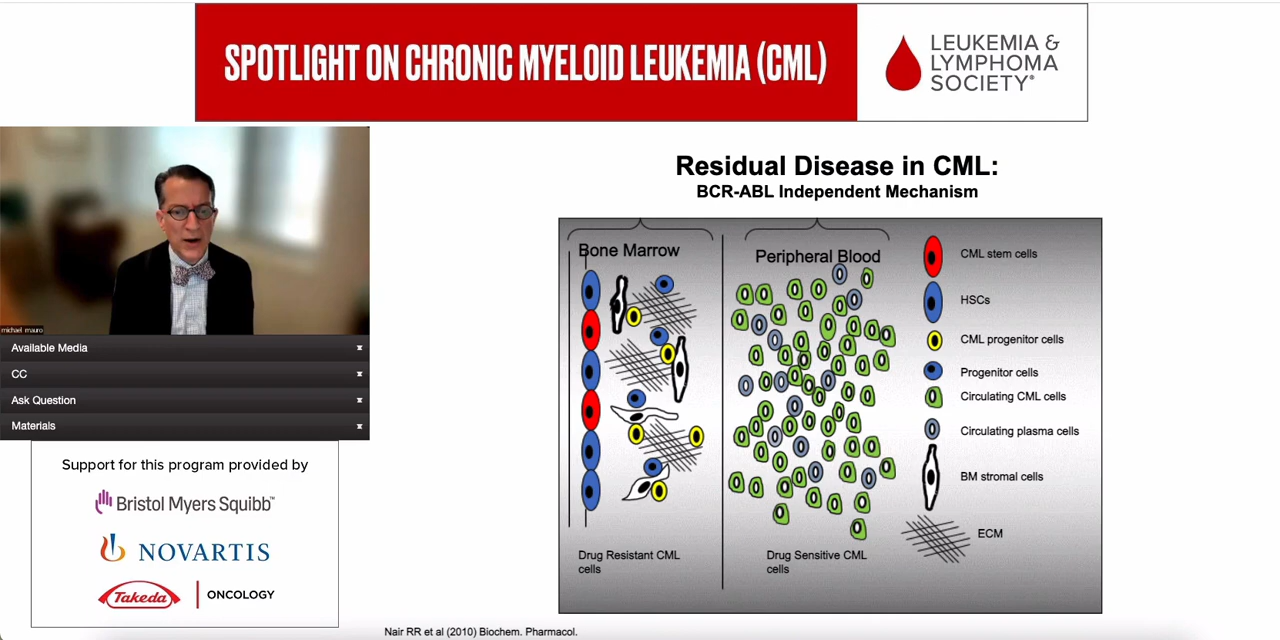 SPOTLIGHT ON CHRONIC MYELOID LEUKEMIA (CML)
LEUKEMIA &
LYMPHOMA
SOCIETY®
michael mauro
Available Media
CC
Ask Question
Materials
Support for this program provided by
Bristol Myers Squibb™
NOVARTIS
Takeda ONCOLOGY
Residual Disease in CML:
BCR-ABL Independent Mechanism
Bone Marrow
Peripheral Blood
CML stem cells
HSCs
CML progenitor cells
Progenitor cells
Circulating CML cells
Circulating plasma cells
BM stromal cells
ECM
Drug Resistant CML
cells
Drug Sensitive CML
cells
Nair RR et al (2010) Biochem. Pharmacol.